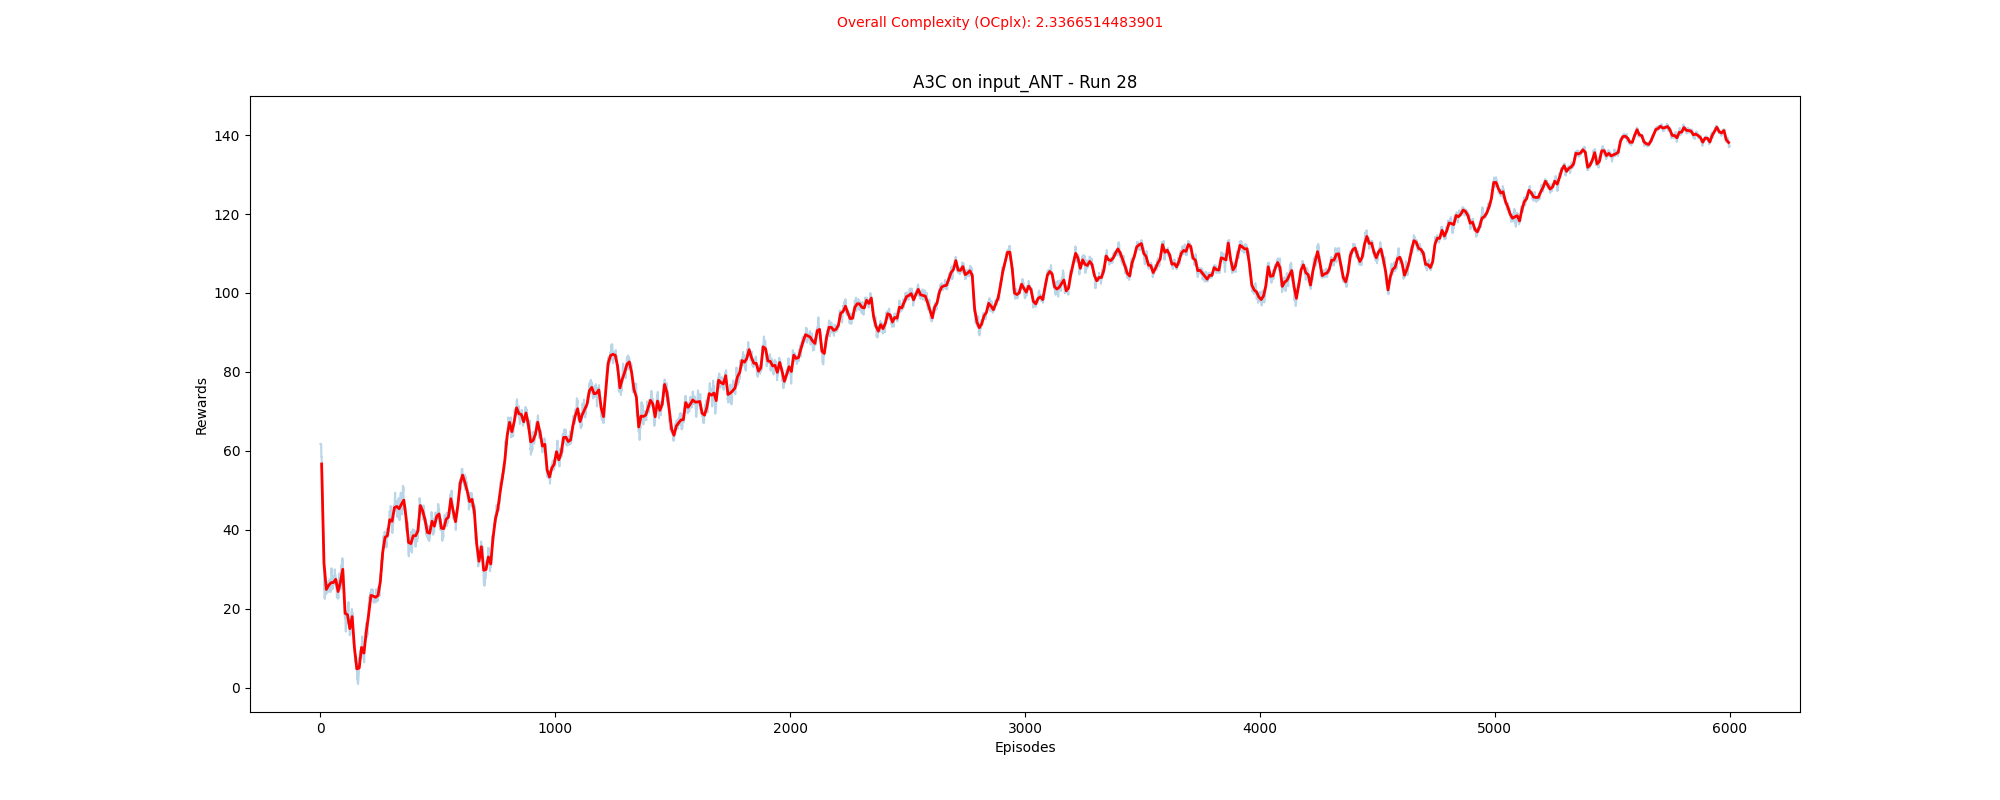 Overall Complexity (OCplx): 2.3366514483901
A3C on input_ANT - Run 28
140
120
100
80
60
40
20
0
Rewards
0 1000 2000 3000 4000 5000 6000
Episodes